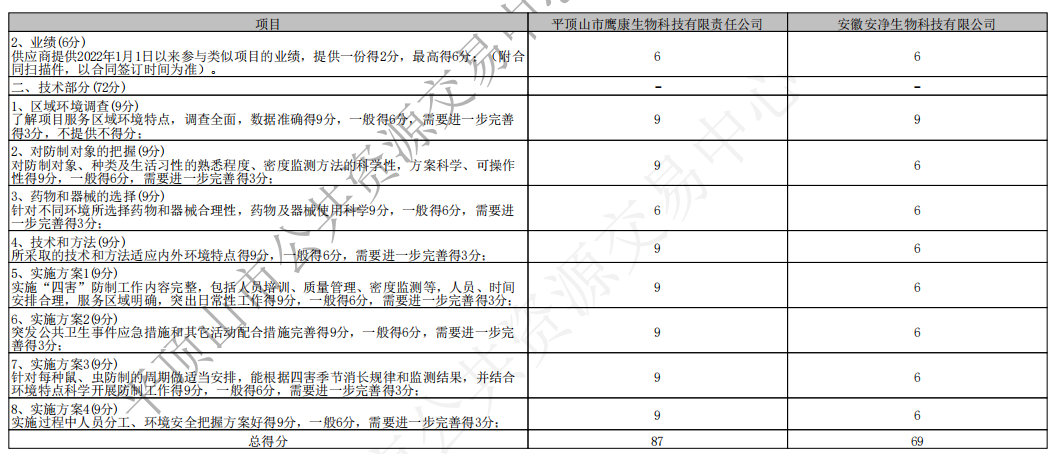 项目 平顶山市鹰康生物科技有限责任公司 安徽安净生物科技有限公司
2、业绩(6分)
供应商提供2022年1月1日以来参与类似项目的业绩，提供一份得2分，最高得6分；（附合 6 6
同扫描件，以合同签订时间为准）。
二、技术部分(72分) - -
1、区域环境调查(9分)
了解项目服务区域环境特点，调查全面，数据准确得9分，一般得6分，需要进一步完善 9 9
得3分，不提供不得分；
2、对防制对象的把握(9分)
对防制对象、种类及生活习性的熟悉程度、密度监测方法的科学性，方案科学、可操作 9 6
性得9分，一般得6分，需要进一步完善得3分；
3、药物和器械的选择(9分)
针对不同环境所选择药物和器械合理性，药物及器械使用科学9分，一般得6分，需要进 6 6
一步完善得3分；
4、技术和方法(9分)
所采取的技术和方法适应内外环境特点得9分，一般得6分，需要进一步完善得3分； 9 6
5、实施方案1(9分)
实施“四害”防制工作内容完整，包括人员培训、质量管理、密度监测等，人员、时间 9 6
安排合理，服务区域明确，突出日常性工作得9分，一般得6分，需要进一步完善得3分；
6、实施方案2(9分)
突发公共卫生事件应急措施和其它活动配合措施完善得9分，一般得6分，需要进一步完 9 6
善得3分；
7、实施方案3(9分)
针对每种鼠、虫防制的周期做适当安排，能根据四害季节消长规律和监测结果，并结合 9 6
环境特点科学开展防制工作得9分，一般得6分，需要进一步完善得3分；
8、实施方案4(9分)
实施过程中人员分工、环境安全把握方案好得9分，一般6分，需要进一步完善得3分； 9 6
总得分 87 69
平顶山市公共资源交易中心
市公共资源交易中心